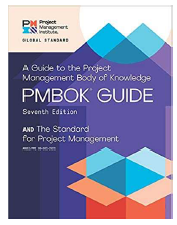 Project
Management
Institute.
GLOBAL STANDARD
A Guide to the Project
Management Body of Knowledge
PMBOK® GUIDE
Seventh Edition
AND The Standard
for Project Management